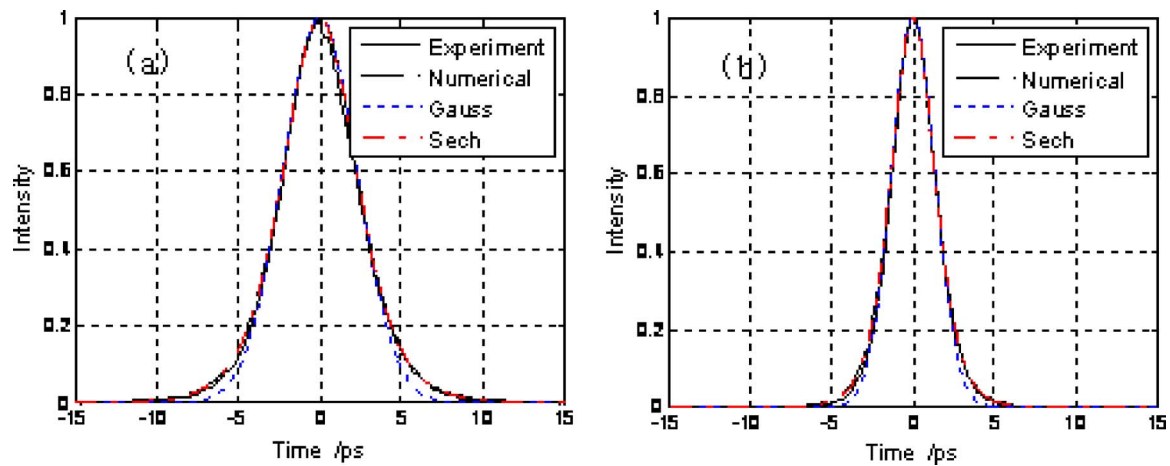 (a)
Experiment
Numerical
Gauss
Sech
1
0.8
0.6
0.4
0.2
0
Intensity
-15 -10 -5 0 5 10 15
Time /ps
(b)
Experiment
Numerical
Gauss
Sech
1
0.8
0.6
0.4
0.2
0
Intensity
-15 -10 -5 0 5 10 15
Time /ps